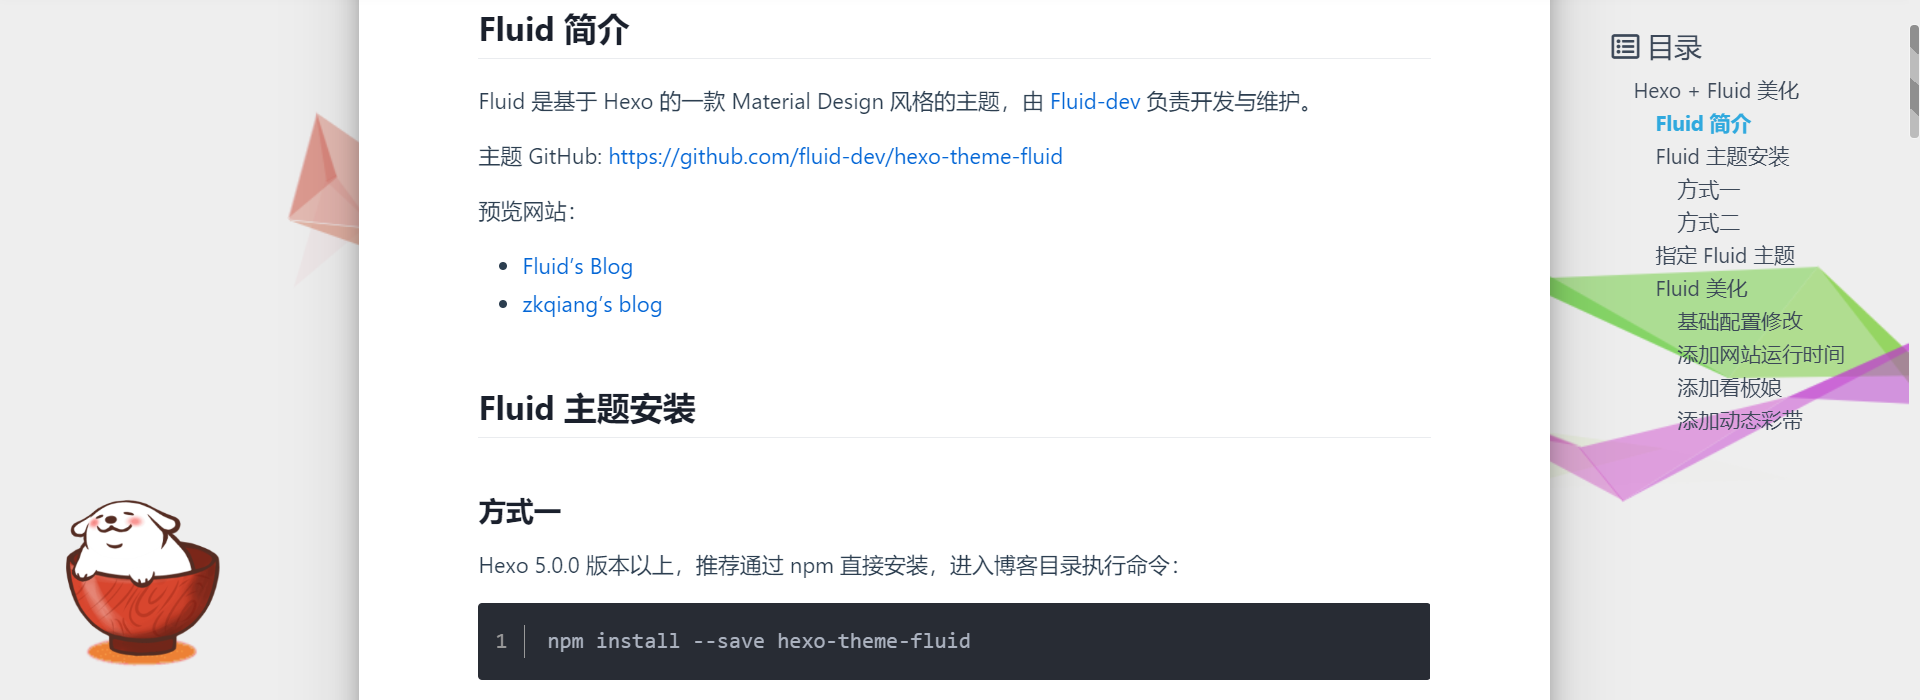 Fluid 简介
Fluid 是基于 Hexo 的一款 Material Design 风格的主题，由 Fluid-dev 负责开发与维护。
主题 GitHub: https://github.com/fluid-dev/hexo-theme-fluid
预览网站：
Fluid’s Blog
zkqiang’s blog
Fluid 主题安装
方式一
Hexo 5.0.0 版本以上，推荐通过 npm 直接安装，进入博客目录执行命令：
1 npm install --save hexo-theme-fluid
目录
Hexo + Fluid 美化
Fluid 简介
Fluid 主题安装
方式一
方式二
指定 Fluid 主题
Fluid 美化
基础配置修改
添加网站运行时间
添加看板娘
添加动态彩带